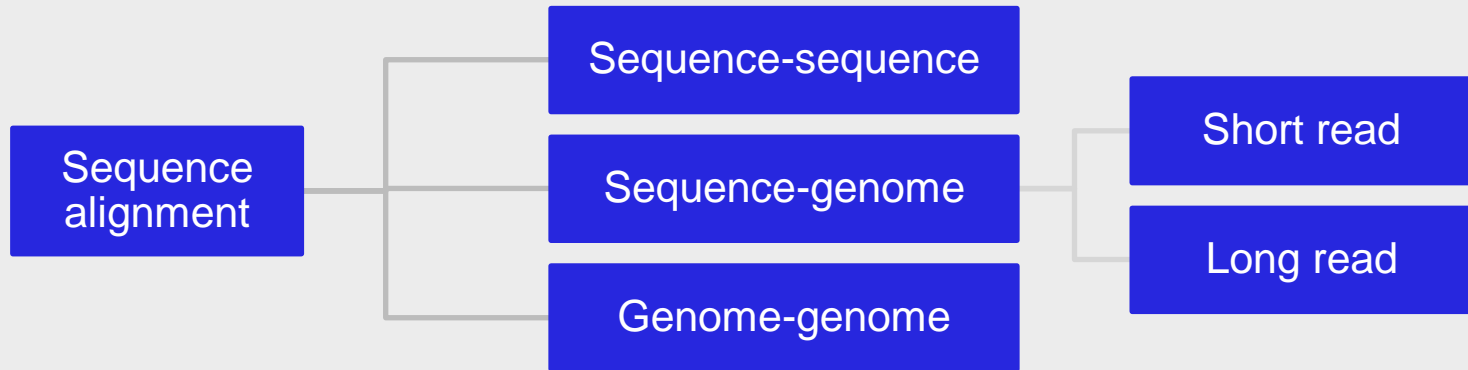 Sequence
alignment
Sequence-sequence
Sequence-genome
Genome-genome
Short read
Long read